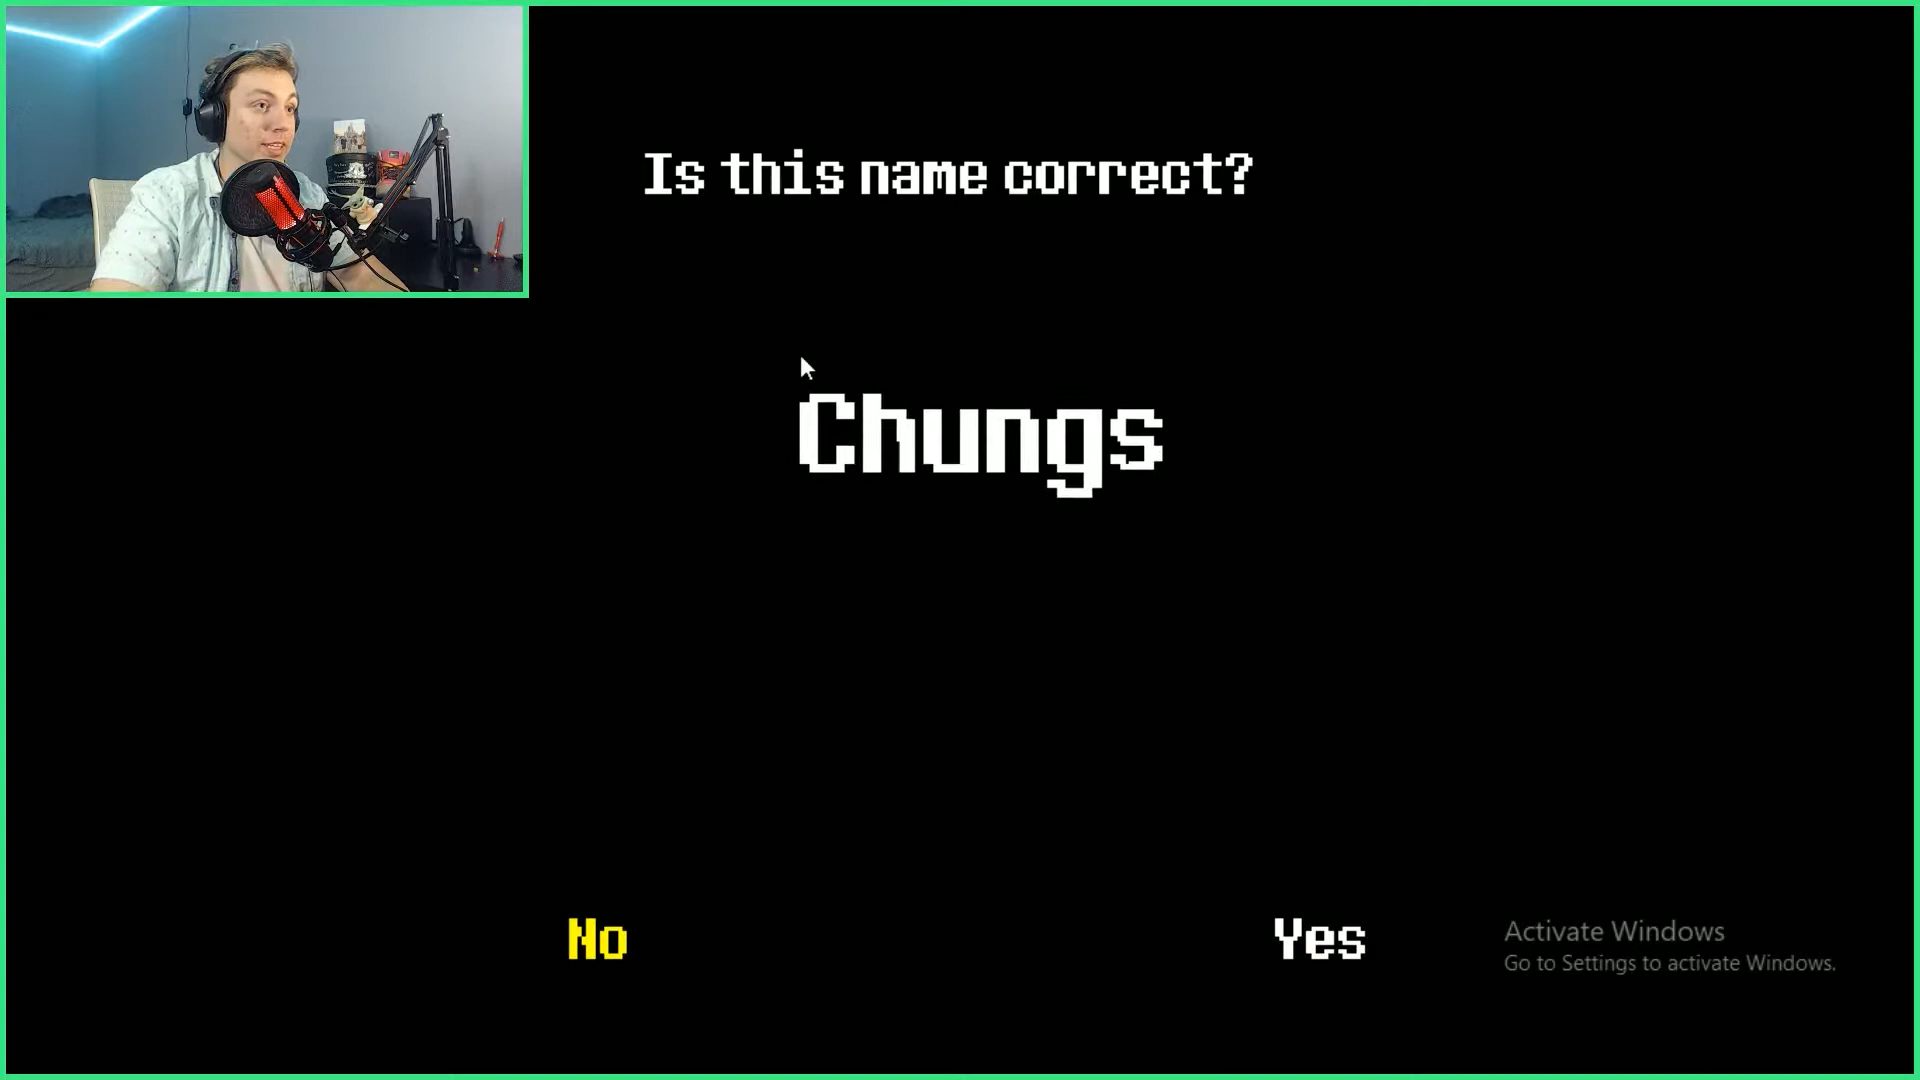 Is this name correct?
Chungs
No
Yes
Activate Windows
Go to Settings to activate Windows.